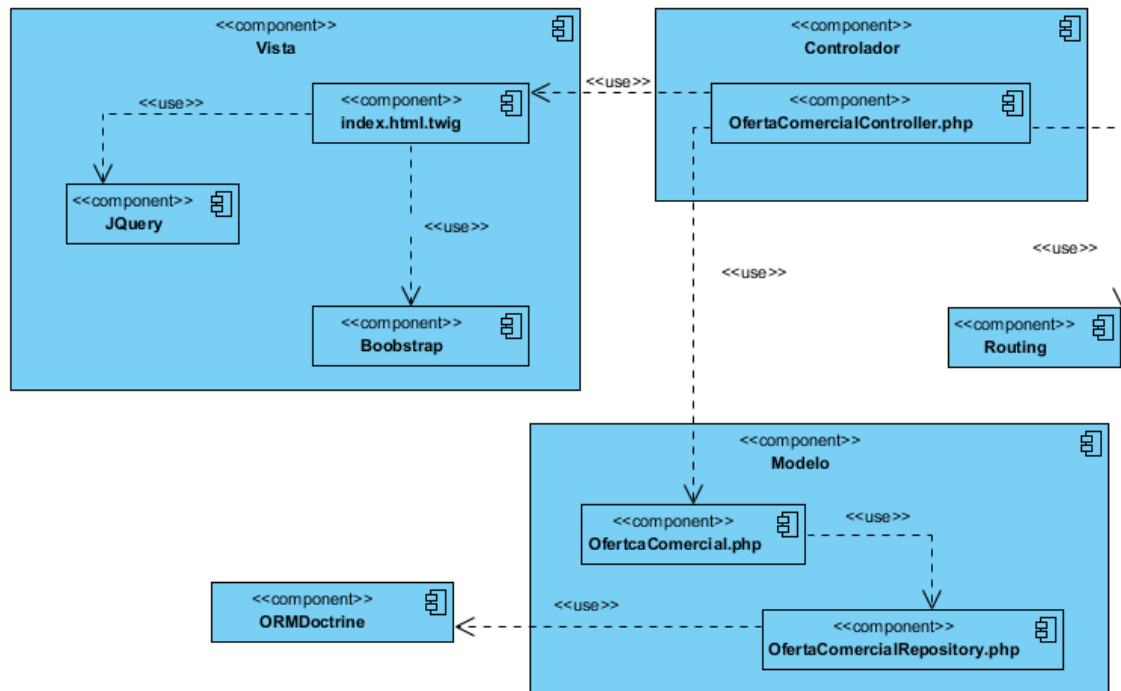 <<component>>
Vista
<<component>>
Controlador
<<use>>
<<use>>
<<component>>
index.html.twig
<<component>>
OfertaComercialController.php
<<component>>
JQuery
<<use>>
<<use>>
<<use>>
<<component>>
Boobstrap
<<component>>
Routing
<<component>>
Modelo
<<component>>
OfertcaComercial.php
<<use>>
<<component>>
ORMDoctrine
<<use>>
<<component>>
OfertaComercialRepository.php